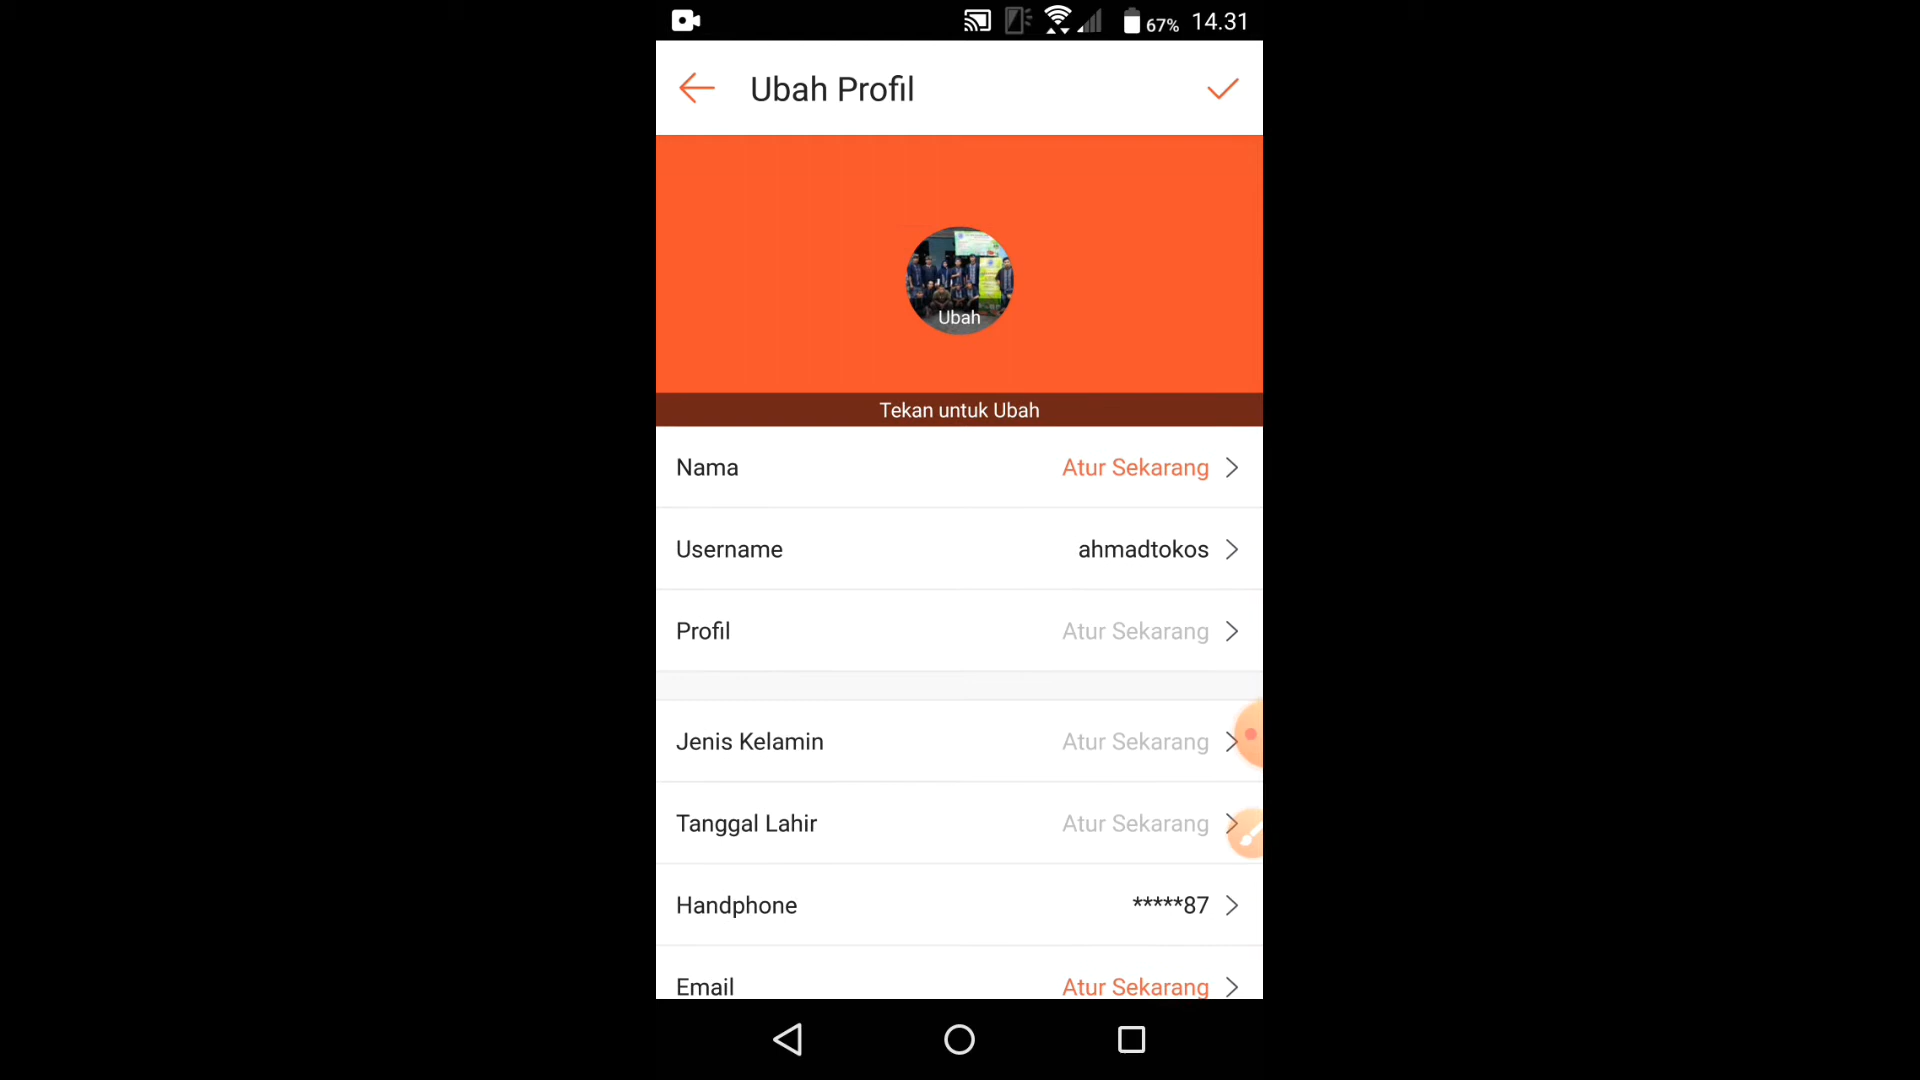 67% 14.31
Ubah Profil
Ubah
Tekan untuk Ubah
Nama Atur Sekarang
Username ahmadtokos
Profil Atur Sekarang
Jenis Kelamin Atur Sekarang
Tanggal Lahir Atur Sekarang
Handphone *****87
Email Atur Sekarang